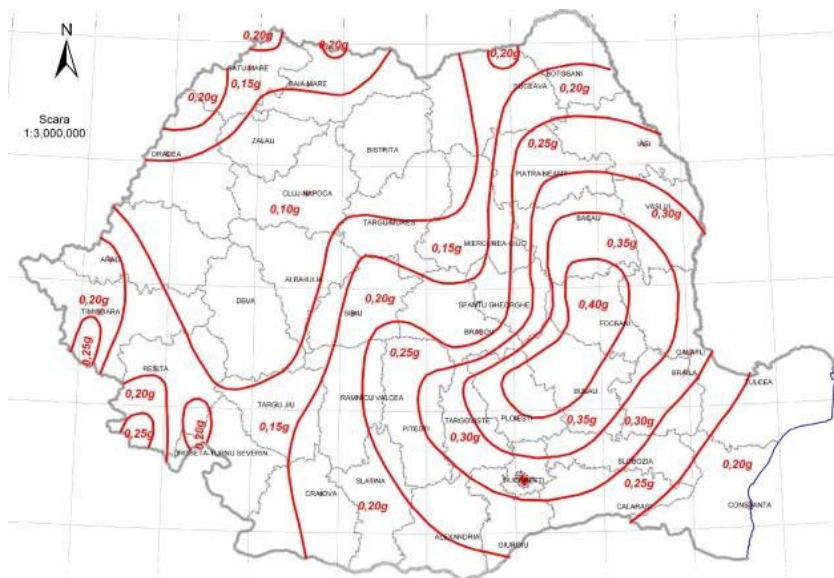 N
Scara
1:3,000,000
0,20g
0,20g
0,20g
SATU-MARE
0,15g
BAIA-MARE
0,20g
BOTOSANI
SUCEAVA
0,20g
ORADEA
ZALAU
BISTRITA
0,25g
IASI
PIATRA-NEAMT
CLUJ-NAPOCA
0,10g
VASLUI
0,30g
TARGU-MURES
BACAU
0,15g
MIERCUREA-CIUC
0,35g
ARAD
ALBA-IULIA
0,20g
TIMISOARA
DEVA
0,20g
SIBIU
SFANTU GHEORGHE
0,40g
FOCSANI
BRASOV
0,25g
0,25g
GALATI
BRAILA
TULCEA
RESITA
0,20g
TARGU JIU
RAMNICU VALCEA
BUZAU
0,25g
0,20g
0,15g
PITESTI
TARGOVISTE
PLOIESTI
0,35g
0,30g
0,30g
DROBETA-TURNU SEVERIN
SLOBOZIA
0,20g
CRAIOVA
SLATINA
BUCURESTI
0,25g
0,20g
CALARASI
CONSTANTA
ALEXANDRIA
GIURGIU